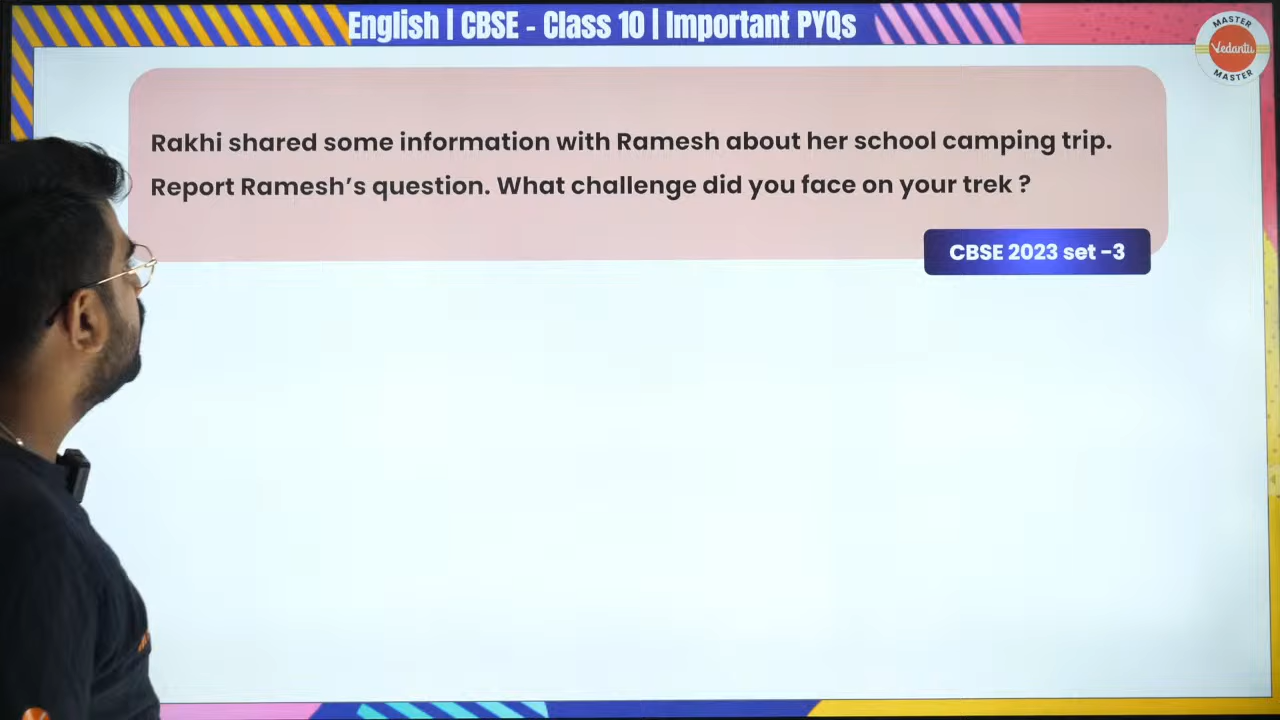 English | CBSE - Class 10 | Important PYQs
MASTER
Vedantu
MASTER
Rakhi shared some information with Ramesh about her school camping trip.
Report Ramesh's question. What challenge did you face on your trek ?
CBSE 2023 set -3